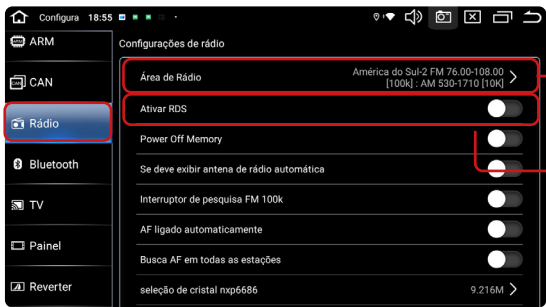 Configura 18:55
ARM
CAN
Rádio
Bluetooth
TV
Painel
Reverter
Configurações de rádio
Área de Rádio
América do Sul-2 FM 76.00-108.00
[100k] : AM 530-1710 [10K]
Ativar RDS
Power Off Memory
Se deve exibir antena de rádio automática
Interruptor de pesquisa FM 100k
AF ligado automaticamente
Busca AF em todas as estações
seleção de cristal nxp6686
9.216M